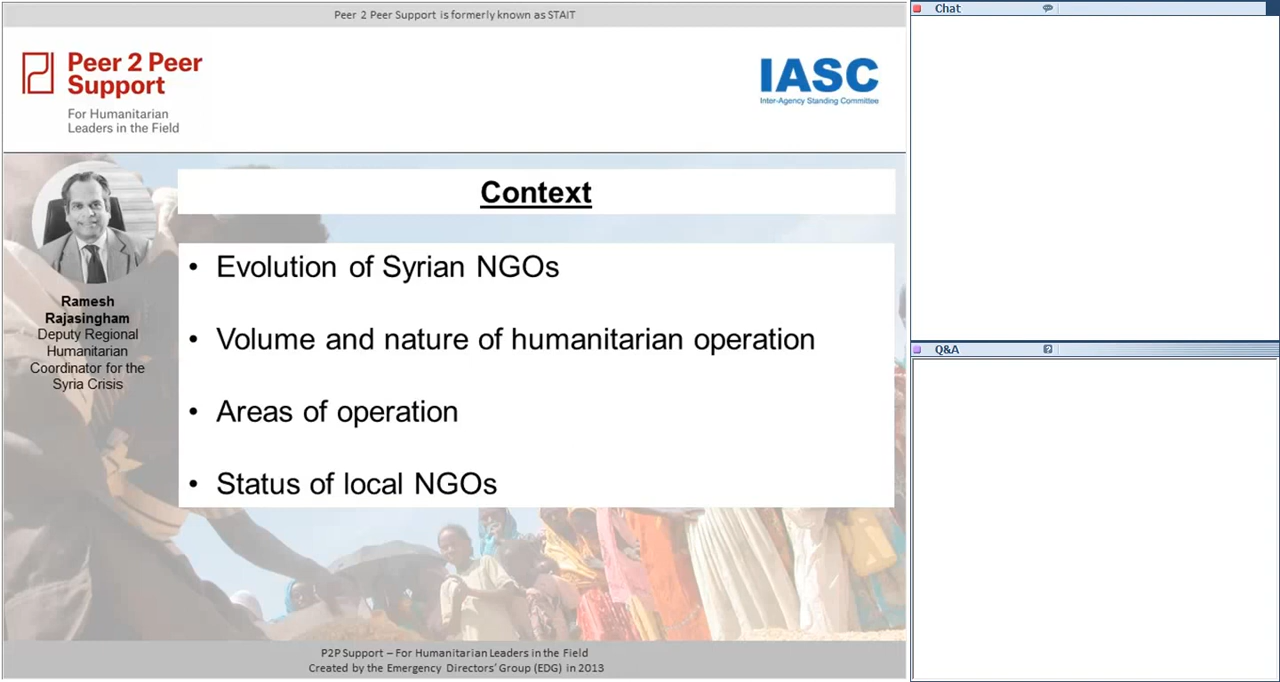 Peer 2 Peer Support is formerly known as STAIT
Peer 2 Peer
Support
For Humanitarian
Leaders in the Field
IASC
Inter-Agency Standing Committee
Context
Ramesh
Rajasingham
Deputy Regional
Humanitarian
Coordinator for the
Syria Crisis
• Evolution of Syrian NGOs
• Volume and nature of humanitarian operation
• Areas of operation
• Status of local NGOs
P2P Support – For Humanitarian Leaders in the Field
Created by the Emergency Directors' Group (EDG) in 2013
Chat
Q&A